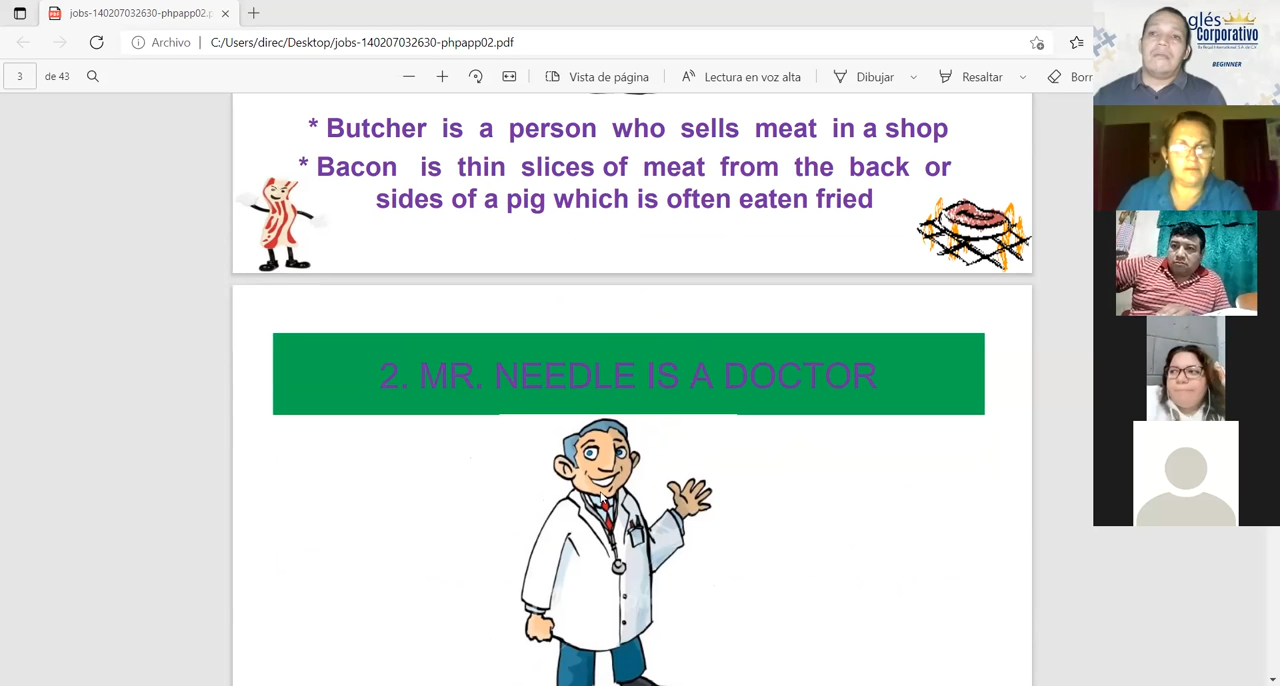 jobs-140207032630-phpapp02.p
Archivo
C:/Users/direc/Desktop/jobs-140207032630-phpapp02.pdf
3 de 43
Vista de página
Lectura en voz alta
Dibujar
Resaltar
Borr
glés
Corporativo
BEGINNER
* Butcher is a person who sells meat in a shop
* Bacon is thin slices of meat from the back or
sides of a pig which is often eaten fried
2. MR. NEEDLE IS A DOCTOR